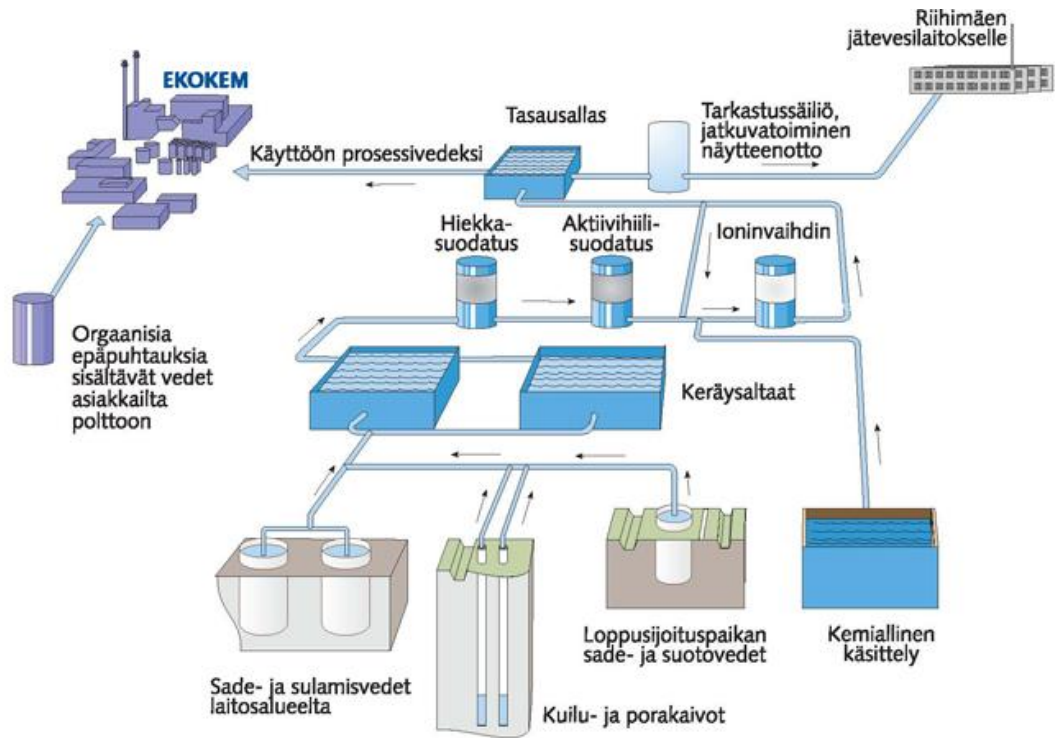 Riihimäen
jätevesilaitokselle
EKOKEM
Tasausallas
Tarkastussäiliö,
jatkuvatoiminen
näytteenotto
Käyttöön prosessivedeksi
Hiekka-
suodatus
Aktiivihiili-
suodatus
Ioninvaihdin
Orgaanisia
epäpuhtauksia
sisältävät vedet
asiakkailta
polttoon
Keräysaltaat
Sade- ja sulamisvedet
laitosalueelta
Kuilu- ja porakaivot
Loppusijoituspaikan
sade- ja suotovedet
Kemiallinen
käsittely